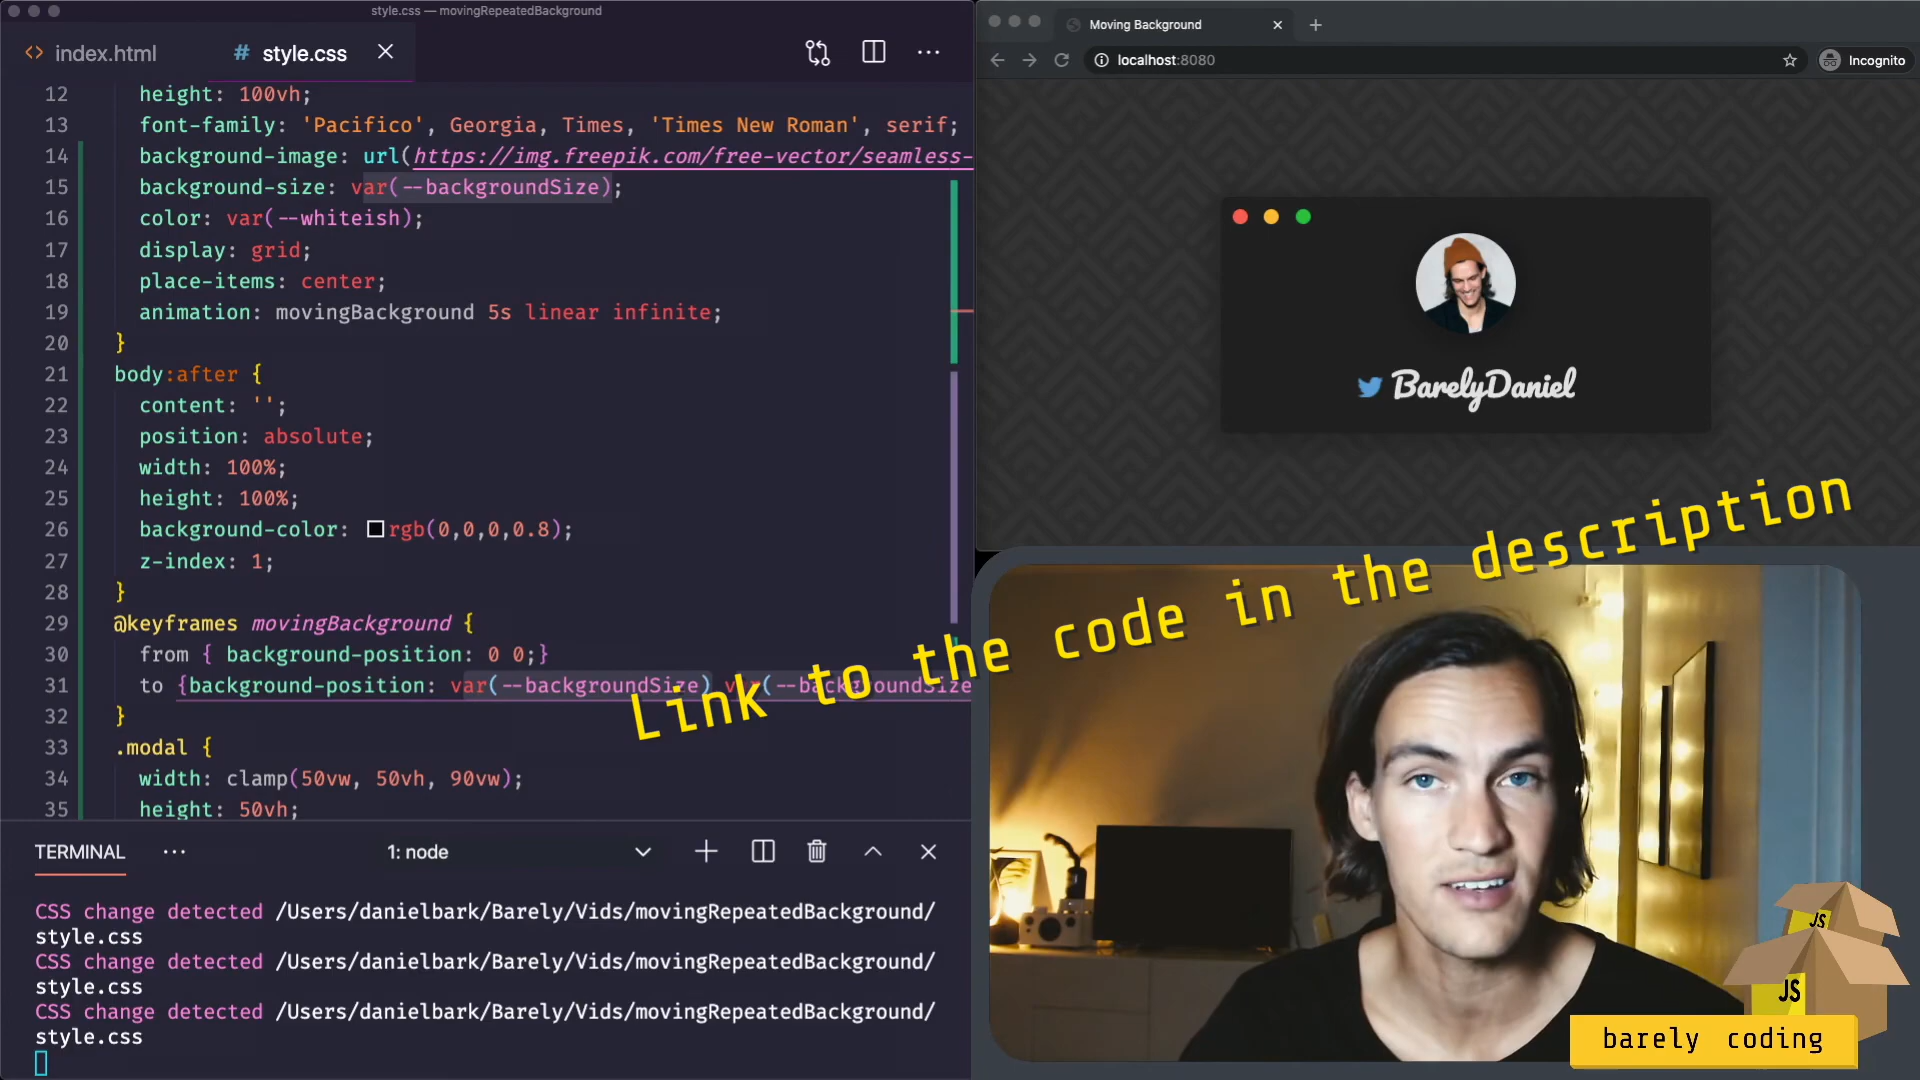 style.css — movingRepeatedBackground
<> index.html
# style.css
12 height: 100vh;
13 font-family: 'Pacifico', Georgia, Times, 'Times New Roman', serif;
14 background-image: url(https://img.freepik.com/free-vector/seamless-
15 background-size: var(--backgroundSize);
16 color: var(--whiteish);
17 display: grid;
18 place-items: center;
19 animation: movingBackground 5s linear infinite;
20 }
21 body:after {
22 content: '';
23 position: absolute;
24 width: 100%;
25 height: 100%;
26 background-color: rgb(0,0,0,0.8);
27 z-index: 1;
28 }
29 @keyframes movingBackground {
30 from { background-position: 0 0;}
31 to {background-position: var(--backgroundSize) var(--backgroundSize
32 }
33 .modal {
34 width: clamp(50vw, 50vh, 90vw);
35 height: 50vh;
TERMINAL
1: node
CSS change detected /Users/danielbark/Barely/Vids/movingRepeatedBackground/
style.css
CSS change detected /Users/danielbark/Barely/Vids/movingRepeatedBackground/
style.css
CSS change detected /Users/danielbark/Barely/Vids/movingRepeatedBackground/
style.css
Moving Background
localhost:8080
Incognito
BarelyDaniel
Link to the code in the description
JS
JS
barely coding